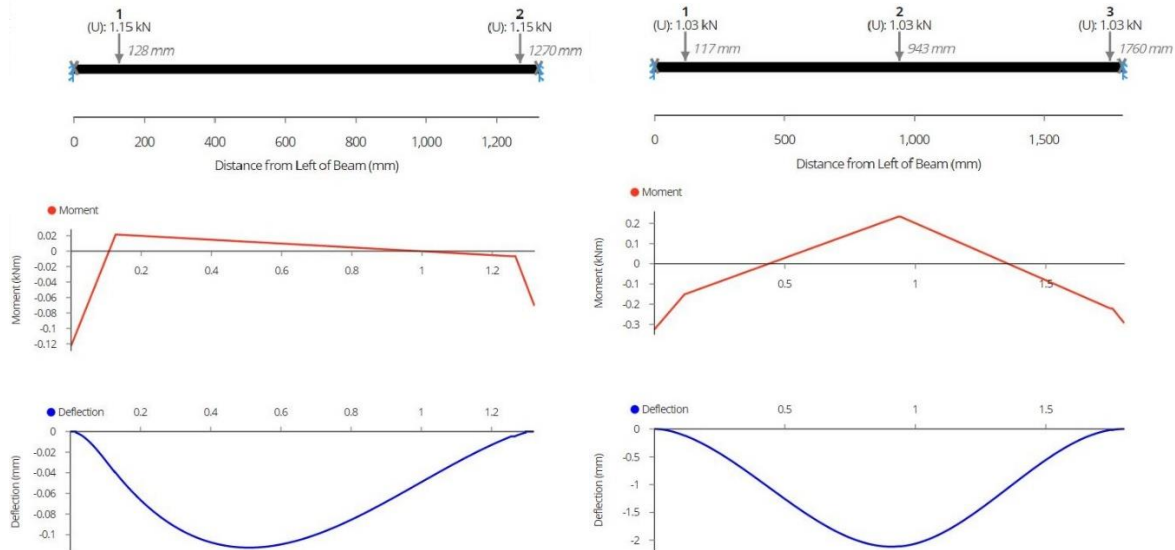 1
(U): 1.15 kN
128 mm
2
(U): 1.15 kN
1270 mm
0 200 400 600 800 1,000 1,200
Distance from Left of Beam (mm)
Moment
Moment (kNm)
0.02
0
-0.02
-0.04
-0.06
-0.08
-0.1
-0.12
0.2 0.4 0.6 0.8 1 1.2
Deflection
0.2 0.4 0.6 0.8 1 1.2
Deflection (mm)
0
-0.02
-0.04
-0.06
-0.08
-0.1
1
(U): 1.03 kN
117 mm
2
(U): 1.03 kN
943 mm
3
(U): 1.03 kN
1760 mm
0 500 1,000 1,500
Distance from Left of Beam (mm)
Moment
Moment (kNm)
0.2
0.1
0
-0.1
-0.2
-0.3
0.5 1 1.5
Deflection
0.5 1 1.5
Deflection (mm)
0
-0.5
-1
-1.5
-2